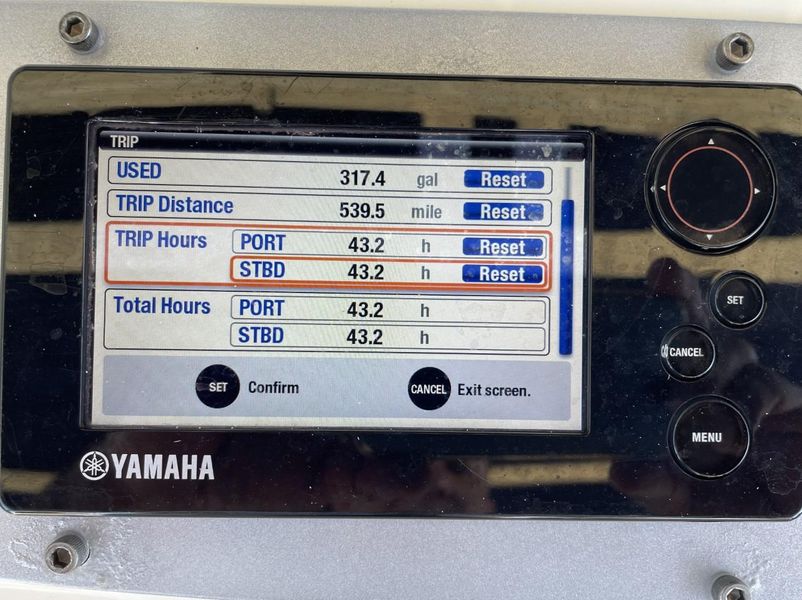 TRIP
USED 317.4 gal Reset
TRIP Distance 539.5 mile Reset
TRIP Hours PORT 43.2 h Reset
STBD 43.2 h Reset
Total Hours PORT 43.2 h
STBD 43.2 h
SET Confirm CANCEL Exit screen.
YAMAHA
SET
CANCEL
MENU